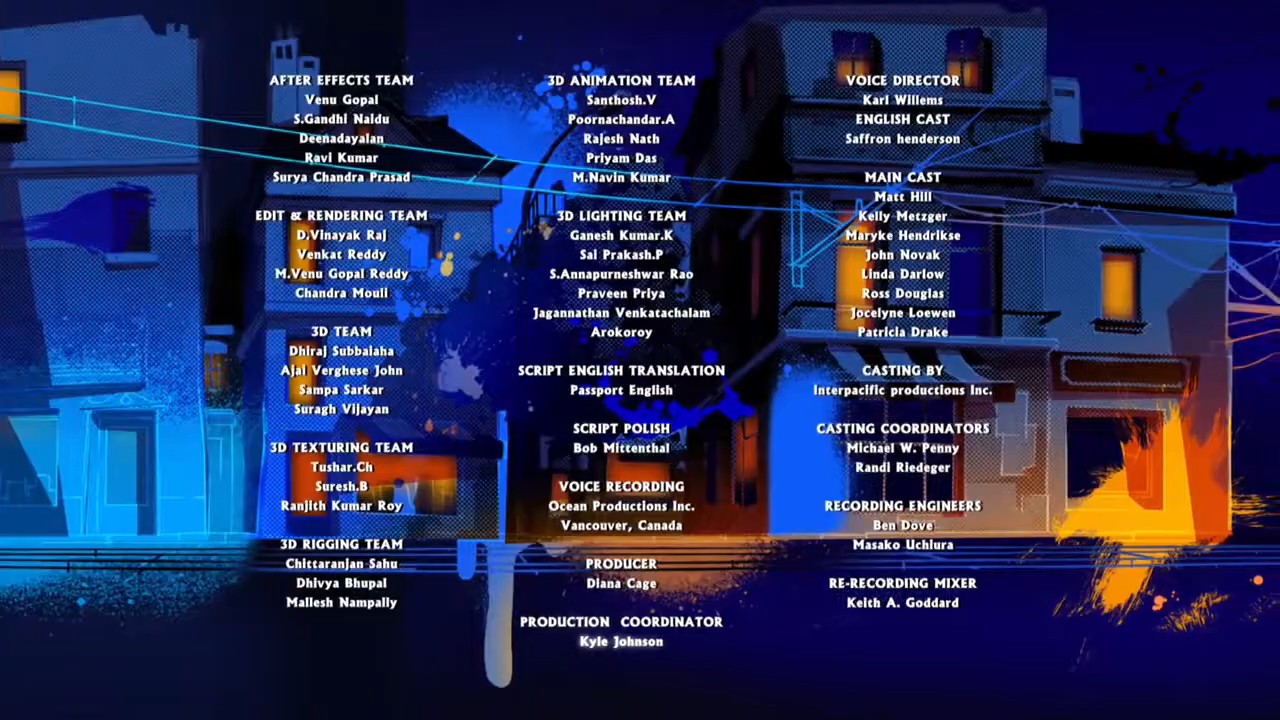 AFTER EFFECTS TEAM
Venu Gopal
S.Gandhi Naidu
Deenadayalan
Ravi Kumar
Surya Chandra Prasad
EDIT & RENDERING TEAM
D.Vinayak Raj
Venkat Reddy
M.Venu Gopal Reddy
Chandra Mouli
3D TEAM
Dhiraj Subbaiaha
Ajai Verghese John
Sampa Sarkar
Suragh Vijayan
3D TEXTURING TEAM
Tushar.Ch
Suresh.B
Ranjith Kumar Roy
3D RIGGING TEAM
Chittaranjan Sahu
Dhivya Bhupal
Mallesh Nampally
3D ANIMATION TEAM
Santhosh.V
Poornachandar.A
Rajesh Nath
Priyam Das
M.Navin Kumar
3D LIGHTING TEAM
Ganesh Kumar.K
Sai Prakash.P
S.Annapurneshwar Rao
Praveen Priya
Jagannathan Venkatachalam
Arokoroy
SCRIPT ENGLISH TRANSLATION
Passport English
SCRIPT POLISH
Bob Mittenthal
VOICE RECORDING
Ocean Productions Inc.
Vancouver, Canada
PRODUCER
Diana Gage
PRODUCTION COORDINATOR
Kyle Johnson
VOICE DIRECTOR
Karl Willems
ENGLISH CAST
Saffron henderson
MAIN CAST
Matt Hill
Kelly Metzger
Maryke Hendrikse
John Novak
Linda Darlow
Ross Douglas
Jocelyne Loewen
Patricia Drake
CASTING BY
Interpacific productions Inc.
CASTING COORDINATORS
Michael W. Penny
Randi Riedeger
RECORDING ENGINEERS
Ben Dove
Masako Uchiura
RE-RECORDING MIXER
Keith A. Goddard